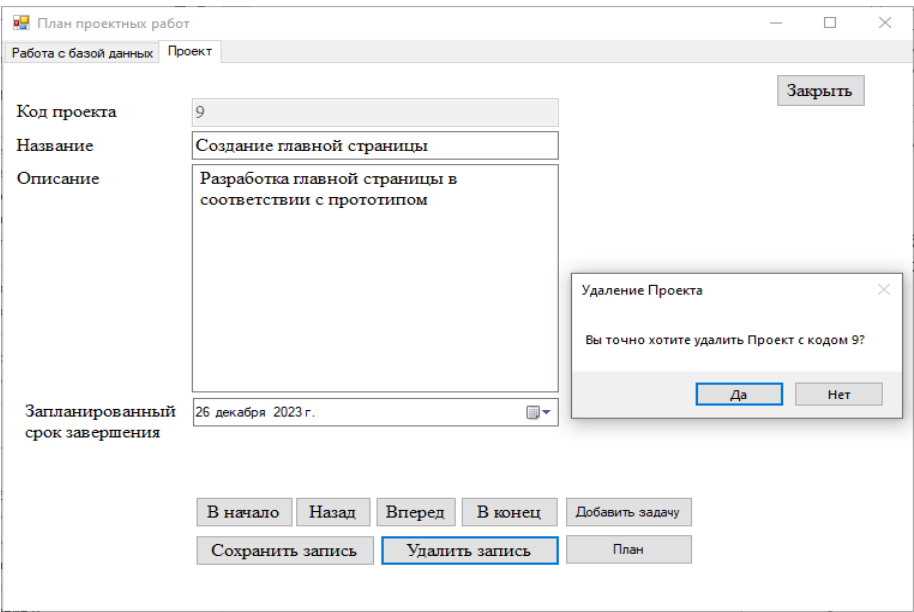 План проектных работ
Работа с базой данных Проект
Закрыть
Код проекта 9
Название Создание главной страницы
Описание Разработка главной страницы в
соответствии с прототипом
Удаление Проекта
Вы точно хотите удалить Проект с кодом 9?
Да Нет
Запланированный 26 декабря 2023 г.
срок завершения
В начало Назад Вперед В конец Добавить задачу
Сохранить запись Удалить запись План